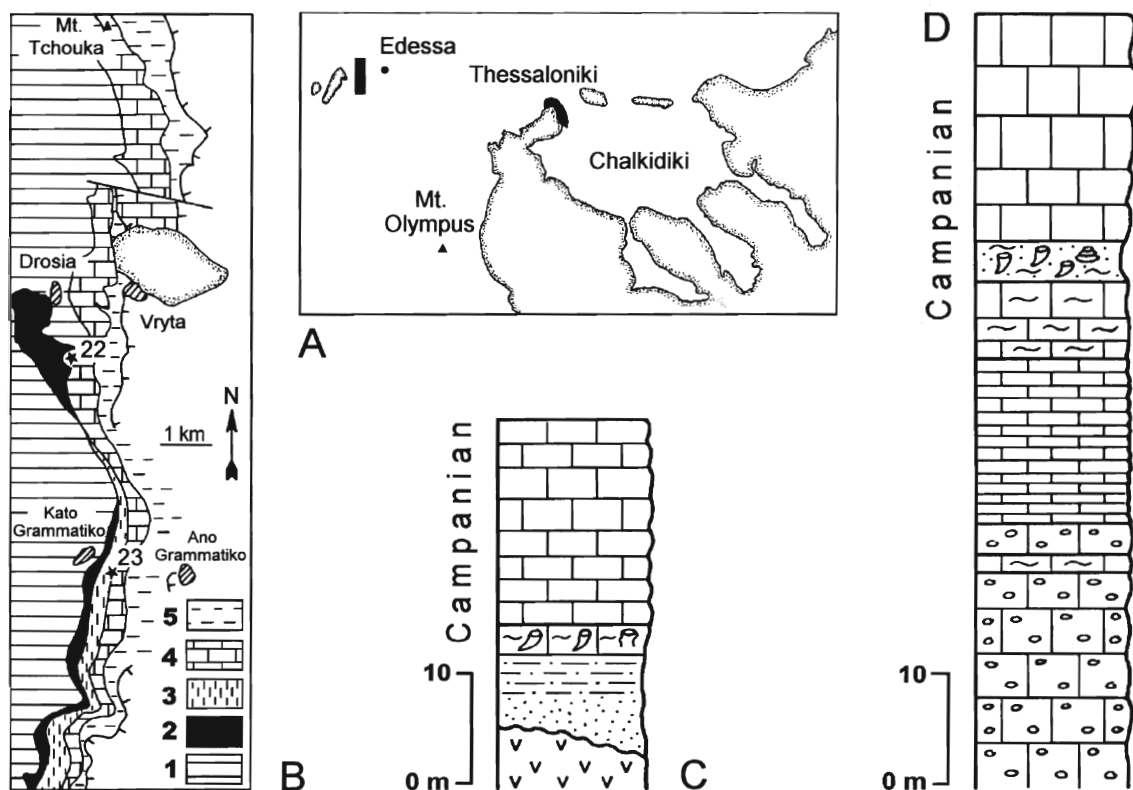 Mt.
Tchouka
Drosia
Vryta
22
N
1 km
Kato
Grammatiko
23
Ano
Grammatiko
5
4
3
2
1
B
Edessa
Thessaloniki
Chalkidiki
Mt.
Olympus
A
Campanian
10
0 m
C
D
Campanian
10
0 m